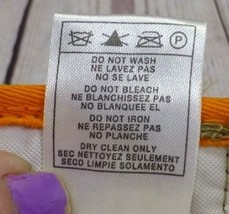 P
DO NOT WASH
NE LAVEZ PAS
NO SE LAVE
DO NOT BLEACH
NE BLANCHISSEZ PAS
NO BLANQUEE EL
DO NOT IRON
NE REPASSEZ PAS
NO PLANCHE
DRY CLEAN ONLY
SEC NETTOYEZ SEULEMENT
SECO LIMPIE SOLAMENTO